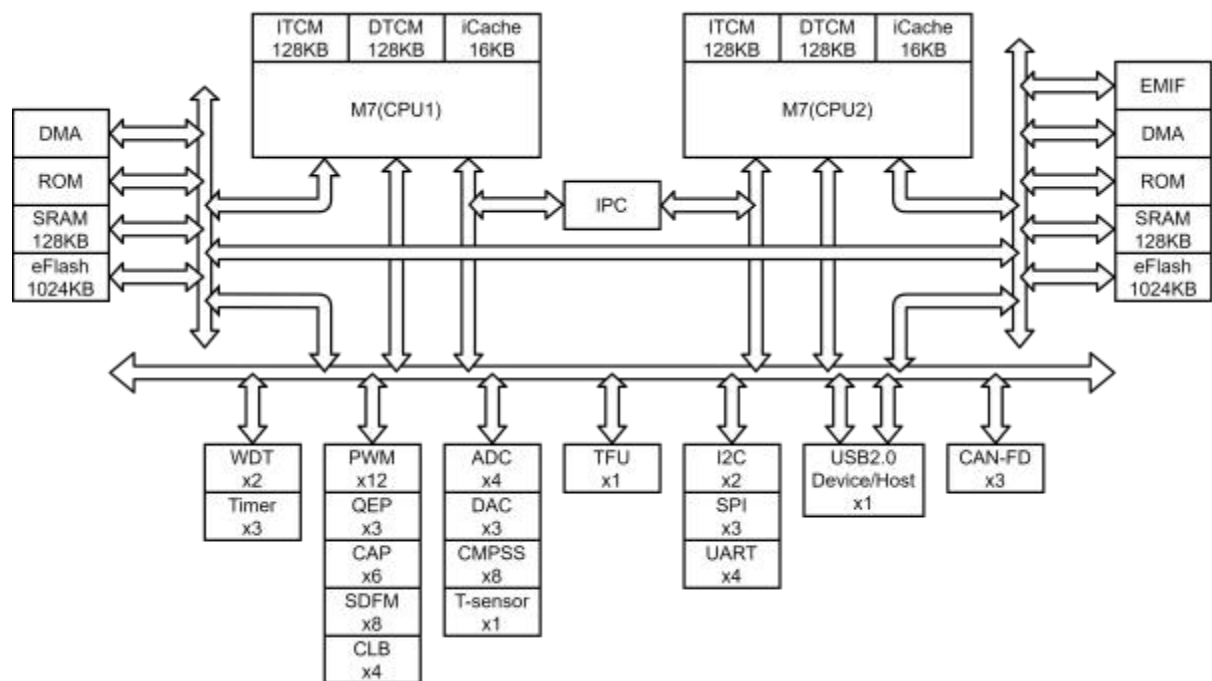 ITCM
128KB
DTCM
128KB
iCache
16KB
M7(CPU1)
ITCM
128KB
DTCM
128KB
iCache
16KB
M7(CPU2)
DMA
ROM
SRAM
128KB
eFlash
1024KB
IPC
EMIF
DMA
ROM
SRAM
128KB
eFlash
1024KB
WDT
x2
Timer
x3
PWM
x12
QEP
x3
CAP
x6
SDFM
x8
CLB
x4
ADC
x4
DAC
x3
CMPSS
x8
T-sensor
x1
TFU
x1
I2C
x2
SPI
x3
UART
x4
USB2.0
Device/Host
x1
CAN-FD
x3